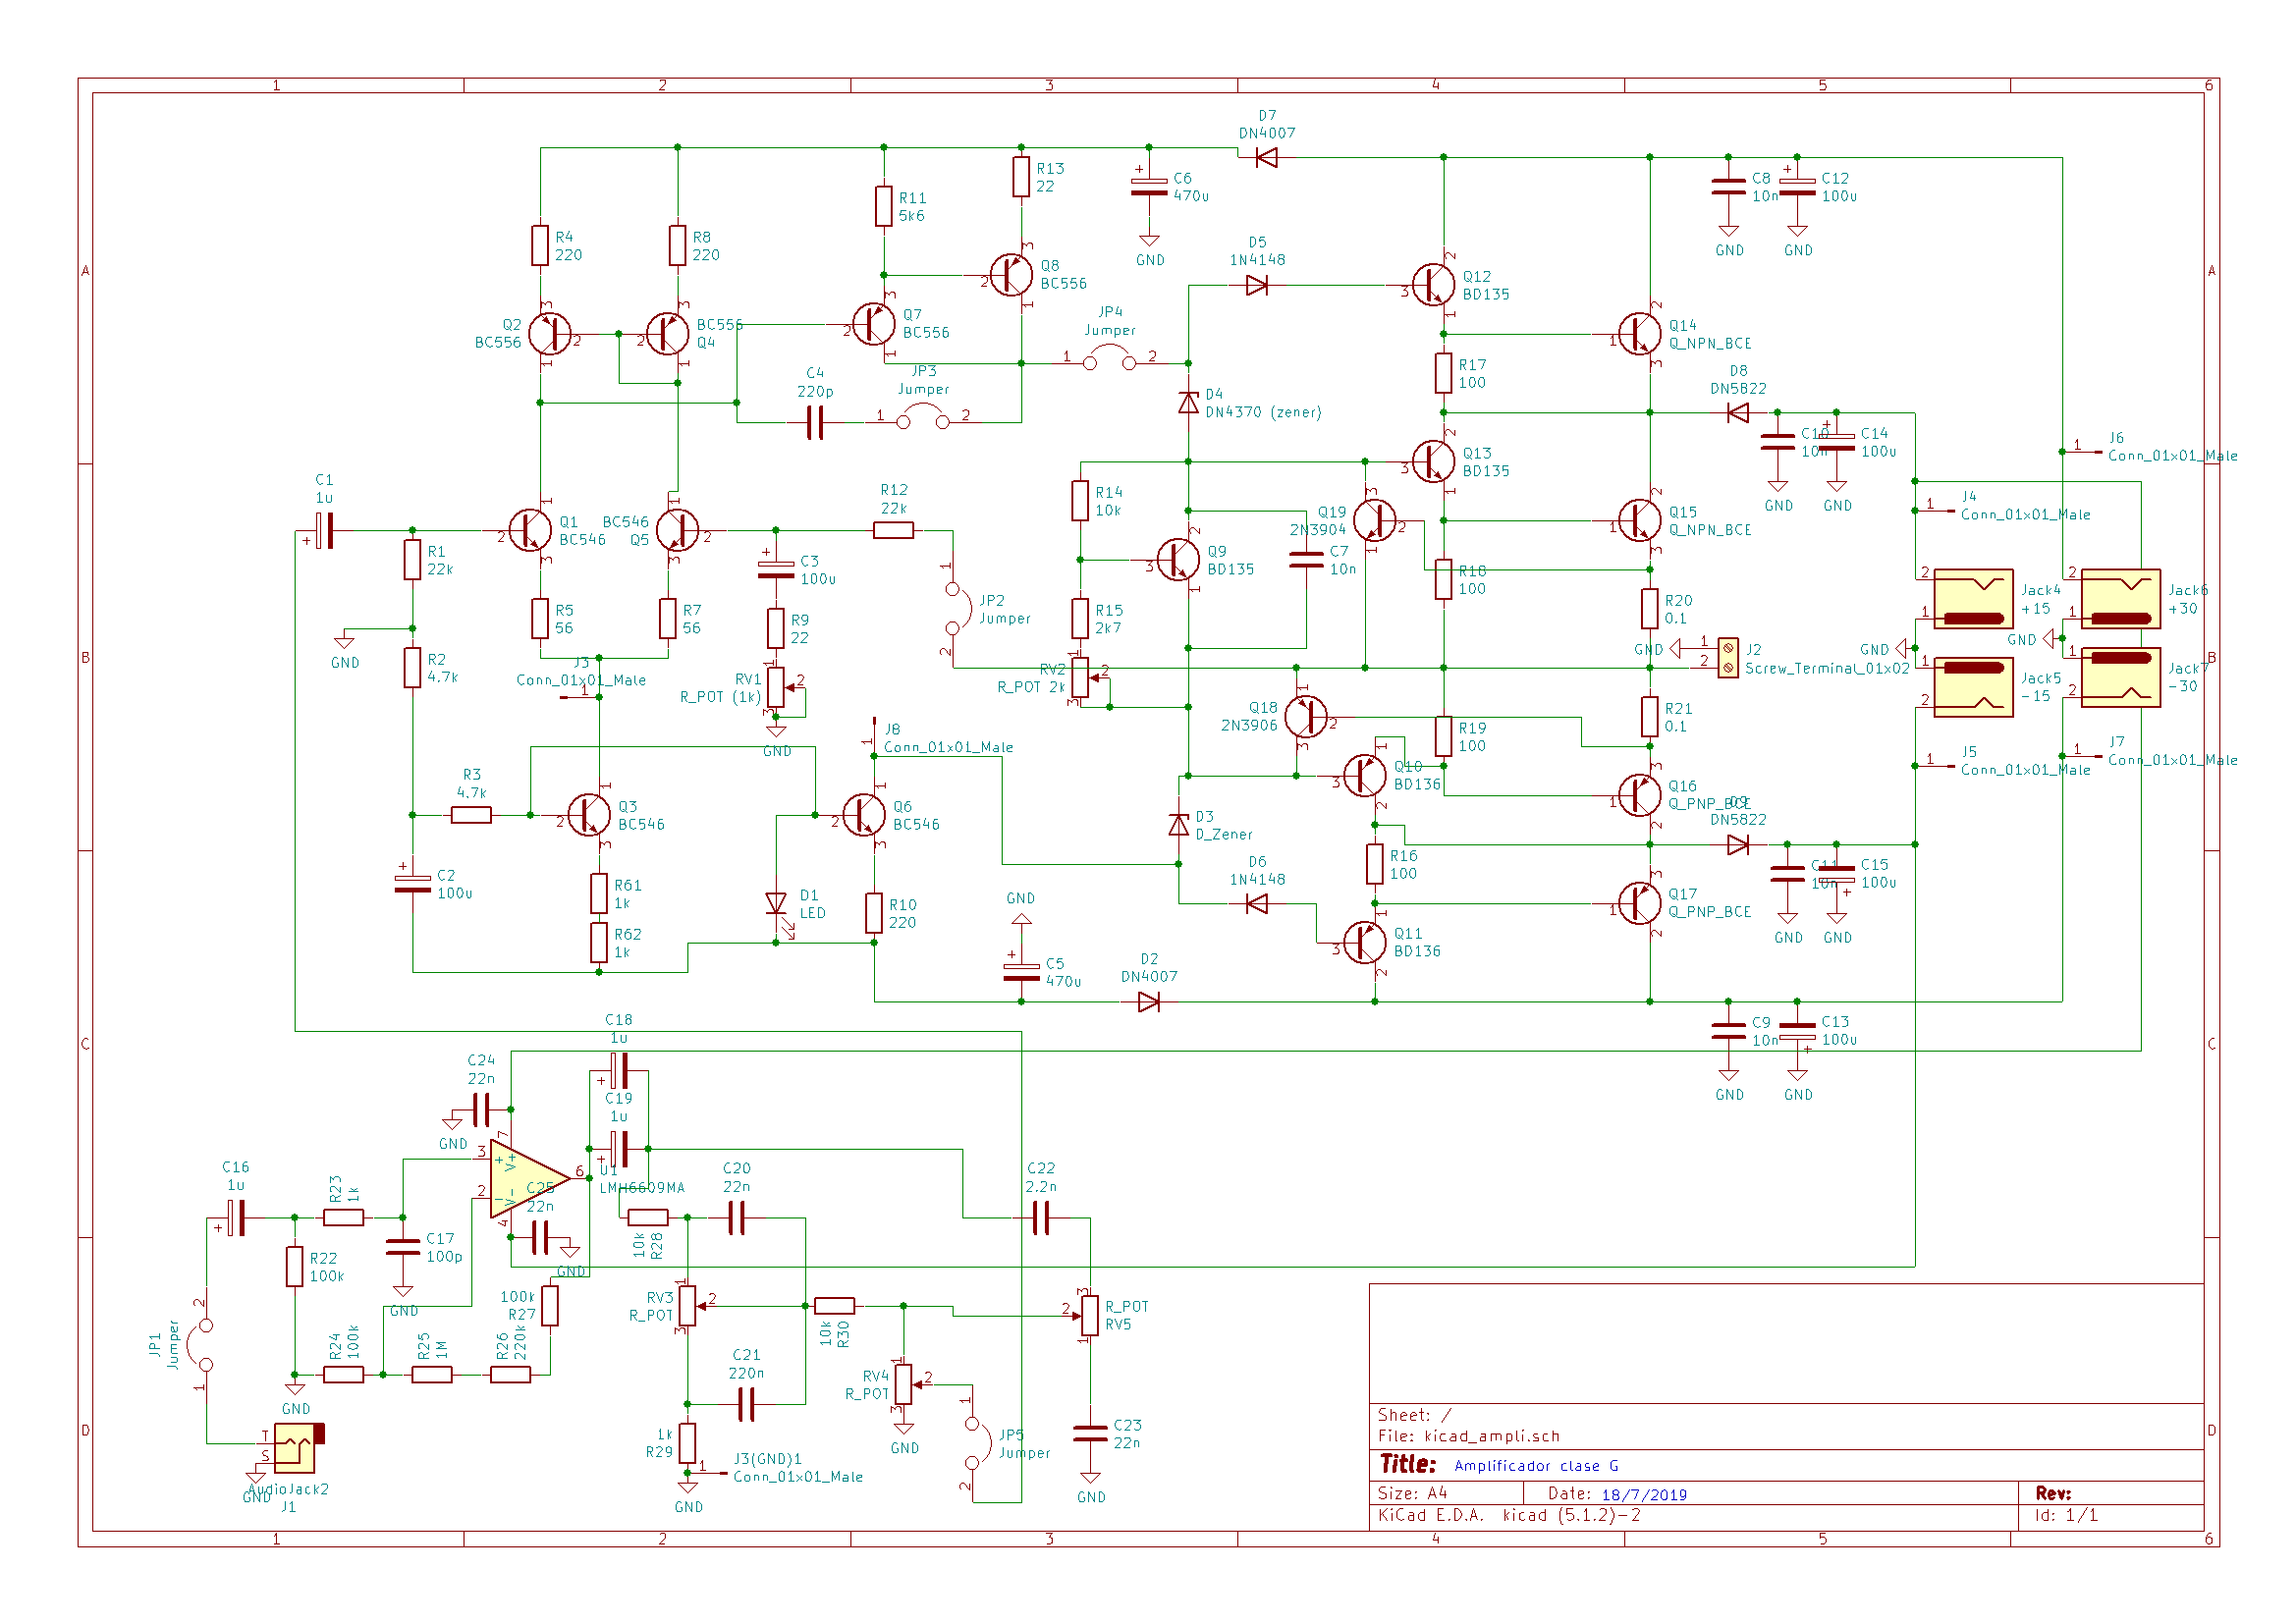 1 2 3 4 5 6
A A
B B
C C
D D
1 2 3 4 5 6
D7
DN4007
R13
22
R11
5k6
+
C6
470u
GND
C8
10n
GND
+
C12
100u
GND
R4
220
R8
220
D5
1N4148
Q12
BD135
Q8
BC556
Q2
BC556
BC556
Q4
Q7
BC556
JP4
Jumper
Q14
Q_NPN_BCE
R17
100
D8
DN5822
C4
220p
JP3
Jumper
D4
DN4370 (zener)
C10
10n
GND
+
C14
100u
GND
J6
Conn_01x01_Male
Q13
BD135
C1
1u
+
Q1
BC546
BC546
Q5
R12
22k
R14
10k
Q19
2N3904
Q15
Q_NPN_BCE
J4
Conn_01x01_Male
R1
22k
+
C3
100u
Q9
BD135
C7
10n
R18
100
R5
56
R7
56
R9
22
JP2
Jumper
R15
2k7
R20
0.1
Jack4
+15
Jack6
+30
GND
R2
4.7k
J3
Conn_01x01_Male
RV1
R_POT (1k)
GND
RV2
R_POT 2k
GND
J2
Screw_Terminal_01x02
GND
GND
Jack5
-15
Jack7
-30
Q18
2N3906
R19
100
R21
0.1
J8
Conn_01x01_Male
J5
Conn_01x01_Male
J7
Conn_01x01_Male
R3
4.7k
Q3
BC546
Q6
BC546
D3
D_Zener
Q10
BD136
Q16
Q_PNP_BCE
D9
DN5822
+
C2
100u
R61
1k
R62
1k
D1
LED
R10
220
D6
1N4148
R16
100
C11
10n
GND
C15
100u
+
GND
Q17
Q_PNP_BCE
Q11
BD136
GND
+
C5
470u
D2
DN4007
C9
10n
GND
C13
100u
+
GND
C18
1u
+
C24
22n
GND
C19
1u
+
U1
LMH6609MA
V+
V-
C25
22n
GND
C16
1u
+
R23
1k
R22
100k
C17
100p
GND
R28
10k
C20
22n
C22
2.2n
100k
R27
RV3
R_POT
R30
10k
R_POT
RV5
JP1
Jumper
R24
100k
R25
1M
R26
220k
GND
C21
220n
RV4
R_POT
GND
1k
R29
J3(GND)1
Conn_01x01_Male
GND
JP5
Jumper
C23
22n
GND
T
S
GND
AudioJack2
J1
Sheet: /
File: kicad_ampli.sch
Title: Amplificador clase G
Size: A4
Date: 18/7/2019
Rev:
KiCad E.D.A. kicad (5.1.2)-2
Id: 1/1